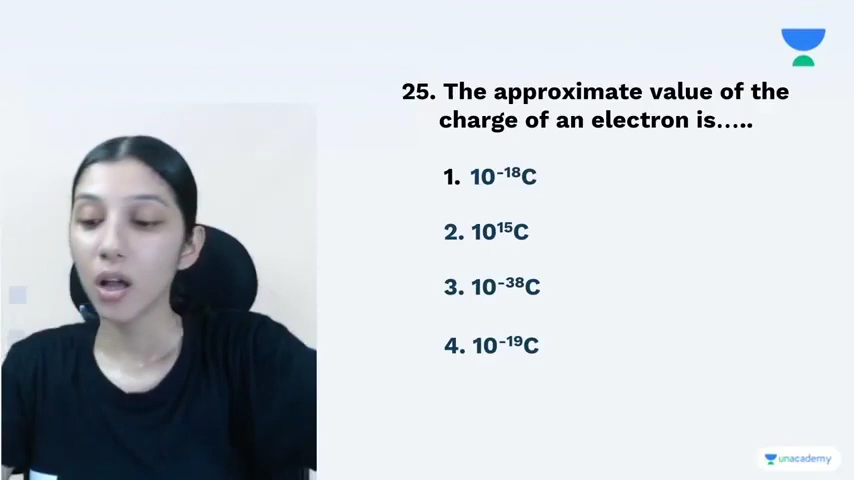 25. The approximate value of the
charge of an electron is.....
1. 10⁻¹⁸C
2. 10¹⁵C
3. 10⁻³⁸C
4. 10⁻¹⁹C
unacademy